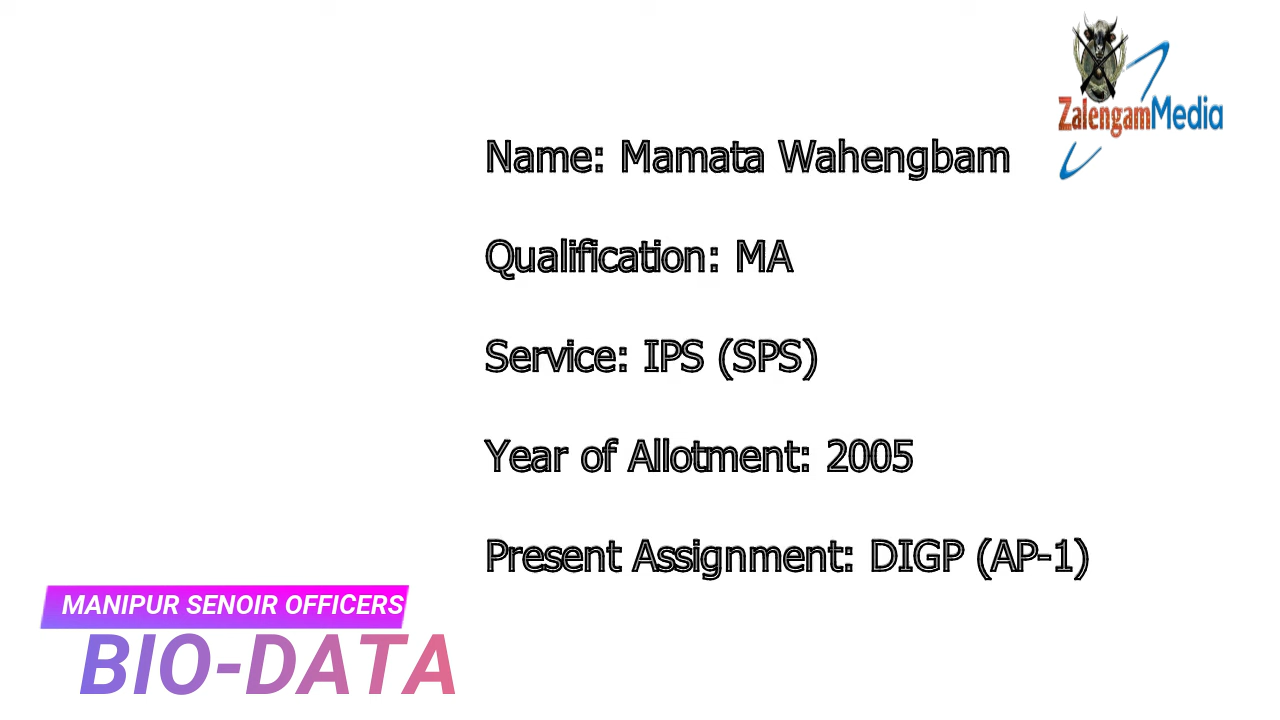 ZalengamMedia
Name: Mamata Wahengbam
Qualification: MA
Service: IPS (SPS)
Year of Allotment: 2005
Present Assignment: DIGP (AP-1)
MANIPUR SENOIR OFFICERS
BIO-DATA